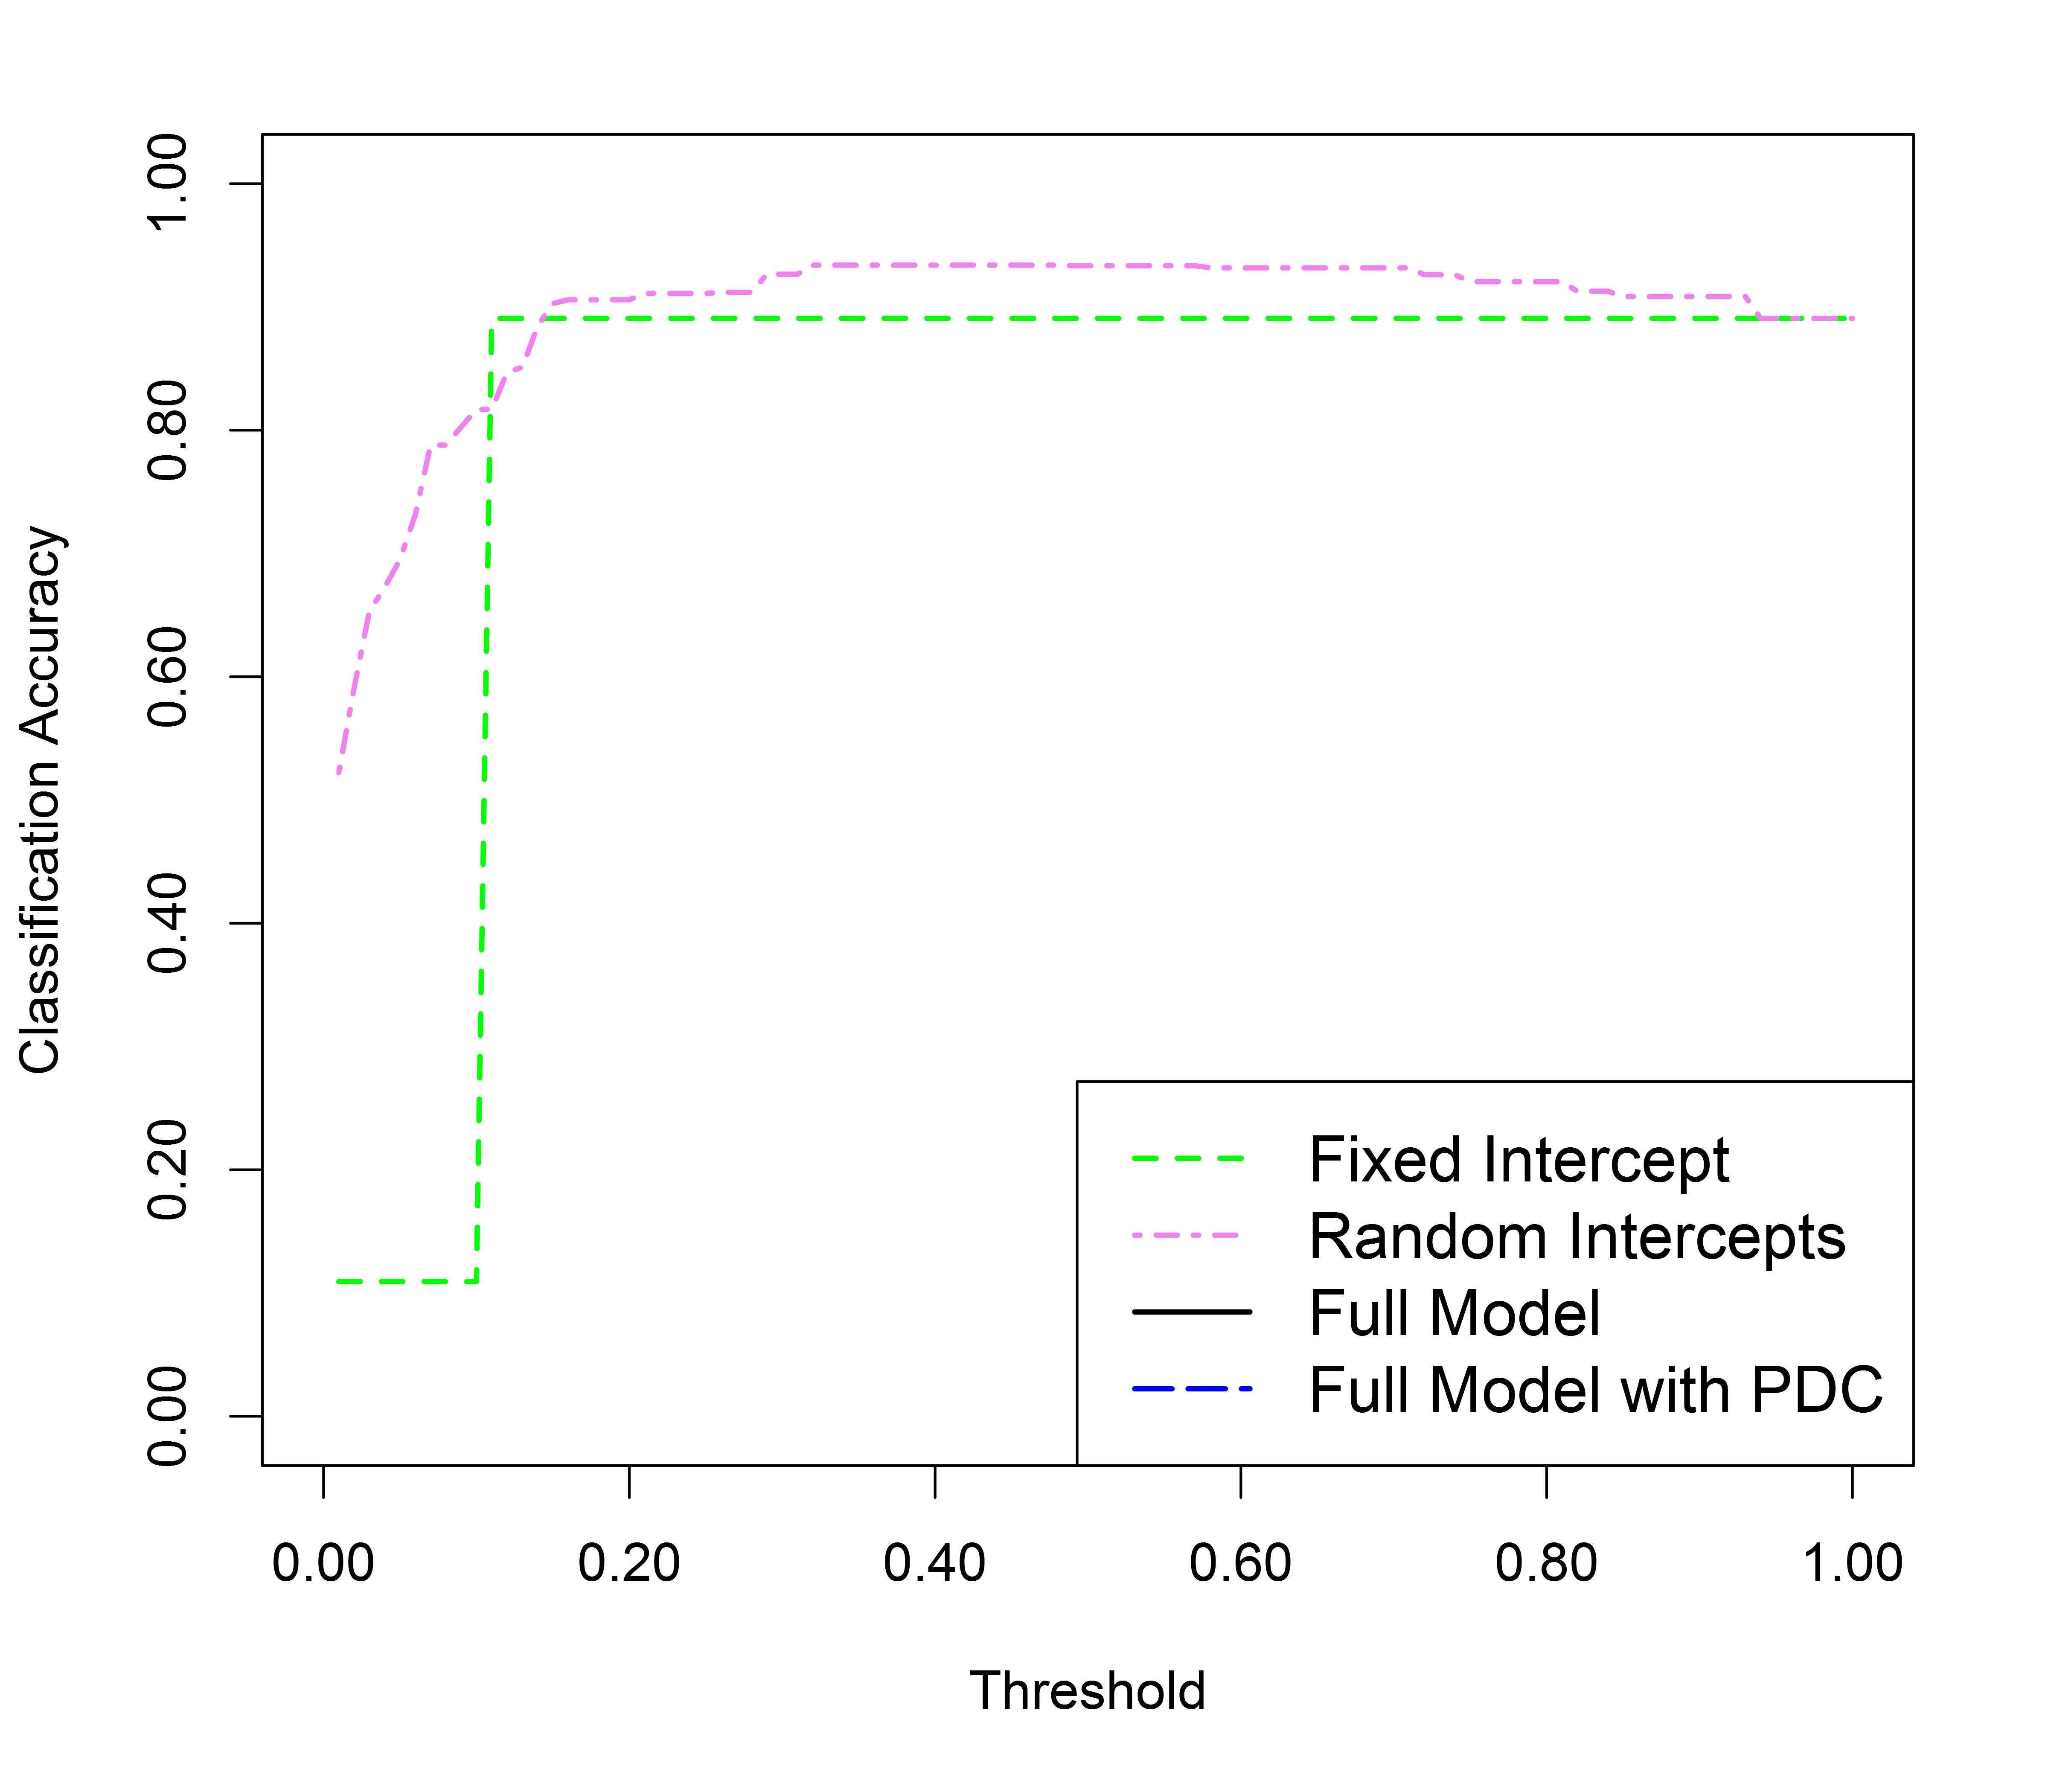 Classification Accuracy
1.00
0.80
0.60
0.40
0.20
0.00
Fixed Intercept
Random Intercepts
Full Model
Full Model with PDC
0.00 0.20 0.40 0.60 0.80 1.00
Threshold